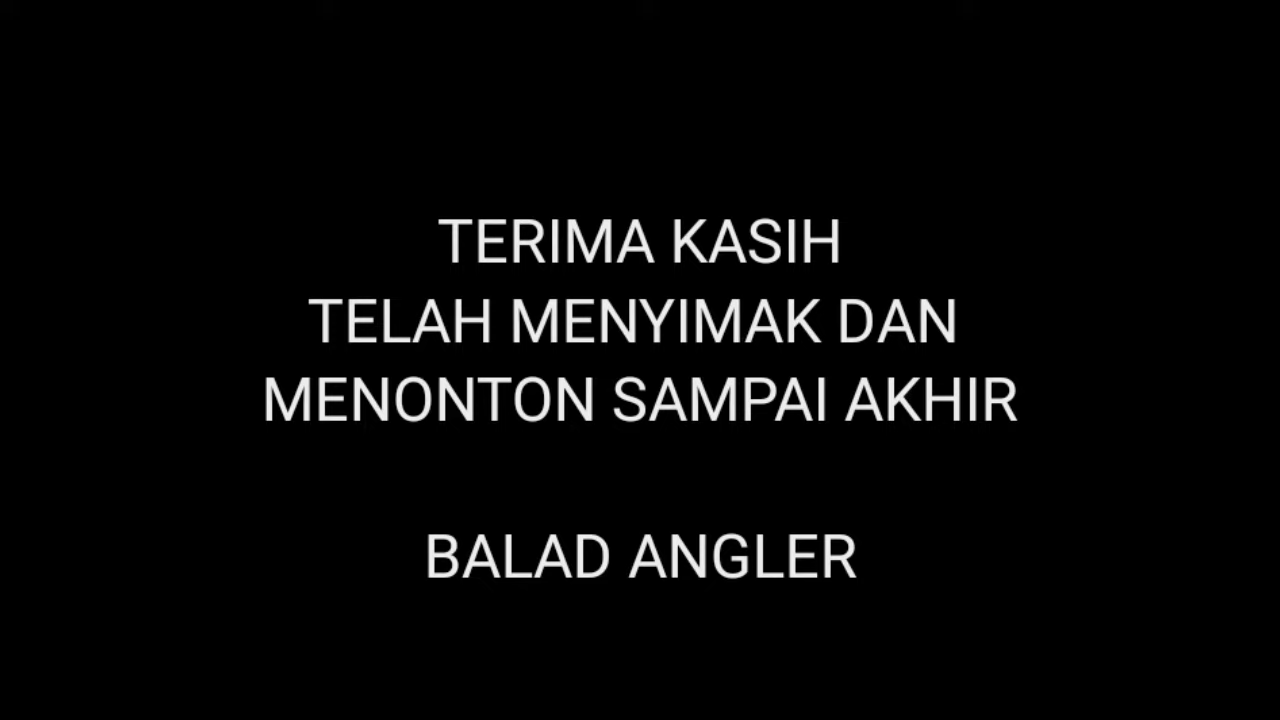 TERIMA KASIH
TELAH MENYIMAK DAN
MENONTON SAMPAI AKHIR
BALAD ANGLER